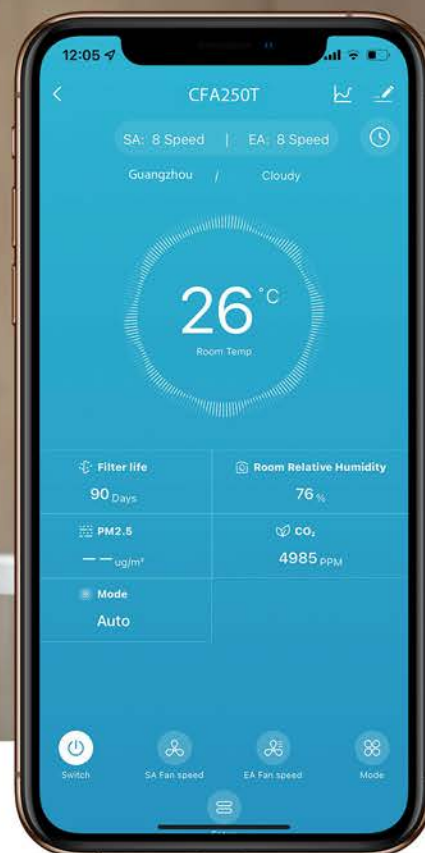 12:05
CFA250T
SA: 8 Speed | EA: 8 Speed
Guangzhou / Cloudy
26°C
Room Temp
Filter life
90 Days
Room Relative Humidity
76 %
PM2.5
-- ug/m³
CO₂
4985 PPM
Mode
Auto
Switch
SA Fan speed
EA Fan speed
Mode